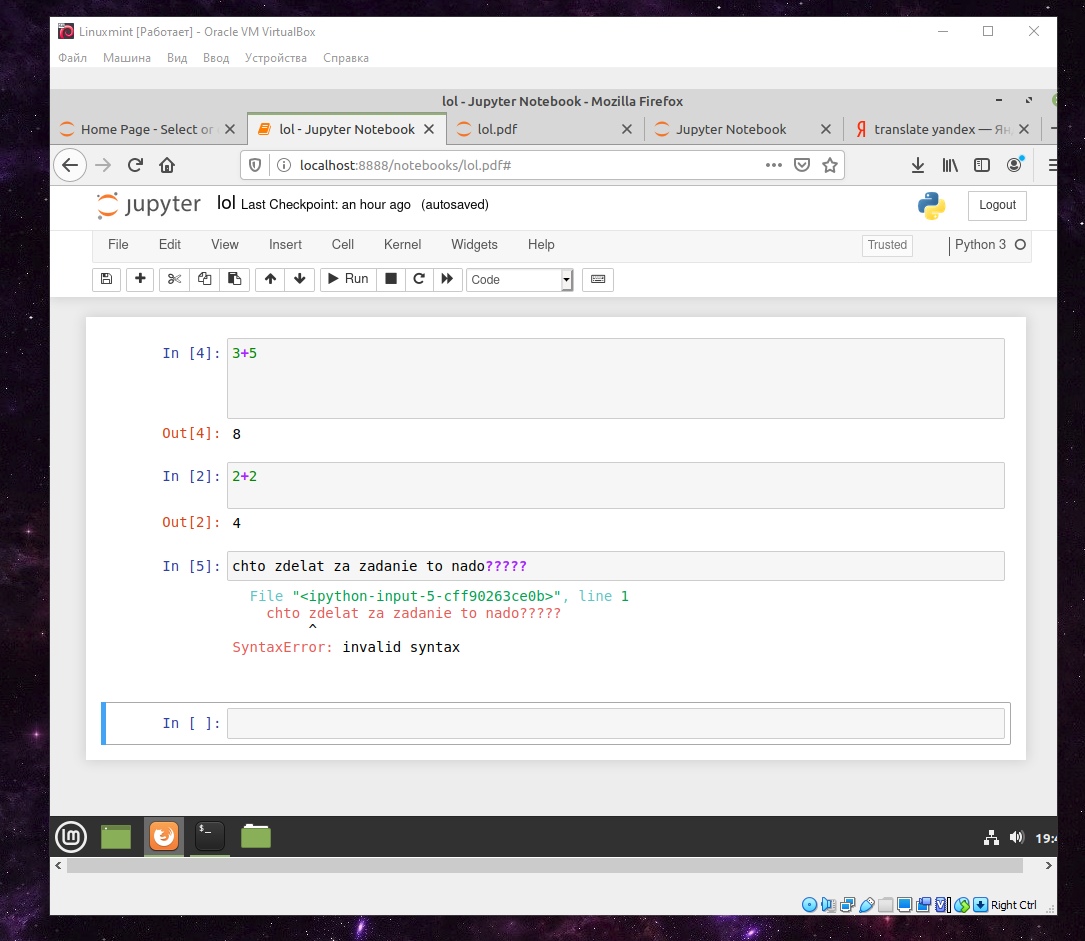 Linuxmint [Работает] - Oracle VM VirtualBox
Файл Машина Вид Ввод Устройства Справка
lol - Jupyter Notebook - Mozilla Firefox
Home Page - Select or
lol - Jupyter Notebook
lol.pdf
Jupyter Notebook
Я translate yandex — Ян
localhost:8888/notebooks/lol.pdf#
jupyter lol Last Checkpoint: an hour ago (autosaved)
Logout
File Edit View Insert Cell Kernel Widgets Help
Trusted
Python 3
Run
Code
In [4]: 3+5
Out[4]: 8
In [2]: 2+2
Out[2]: 4
In [5]: chto zdelat za zadanie to nado?????
File "<ipython-input-5-cff90263ce0b>", line 1
chto zdelat za zadanie to nado?????
^
SyntaxError: invalid syntax
In [ ]:
lm
$_
19:4
Right Ctrl